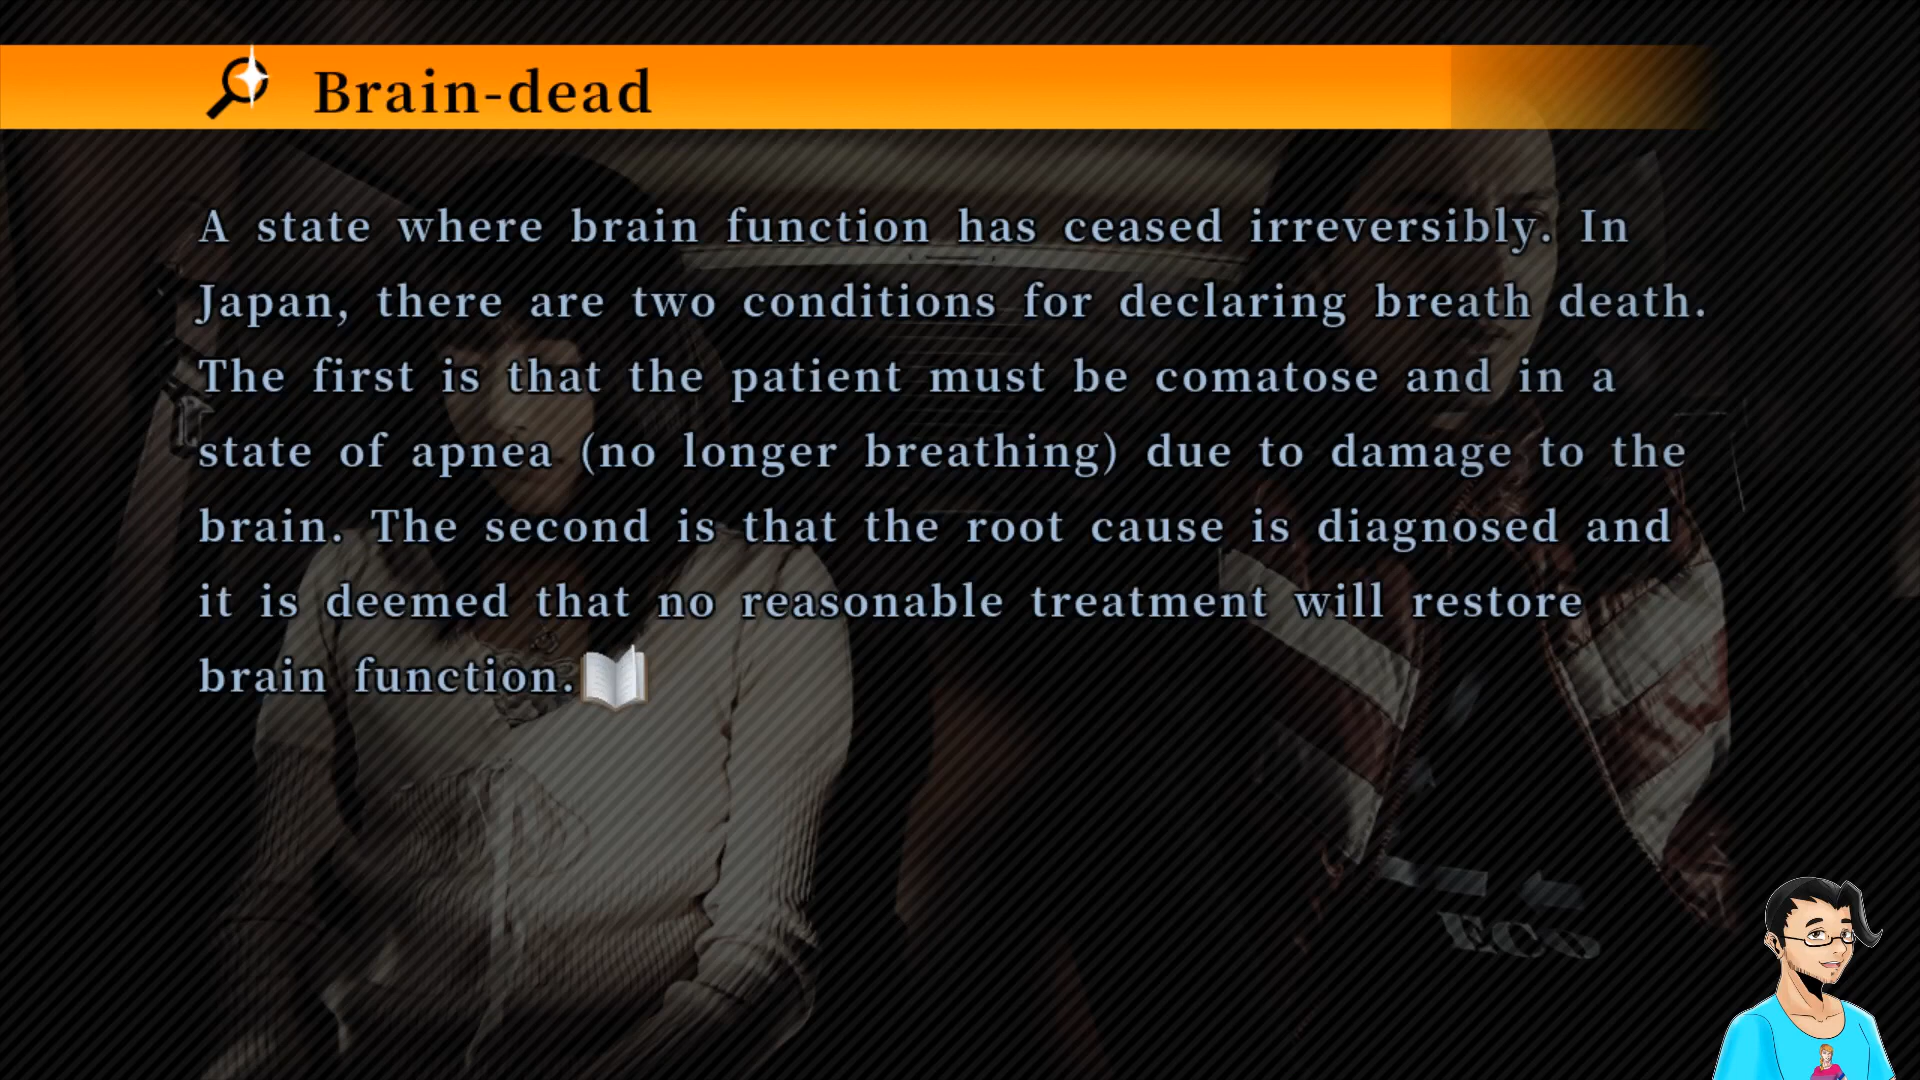 Brain-dead
A state where brain function has ceased irreversibly. In
Japan, there are two conditions for declaring breath death.
The first is that the patient must be comatose and in a
state of apnea (no longer breathing) due to damage to the
brain. The second is that the root cause is diagnosed and
it is deemed that no reasonable treatment will restore
brain function.